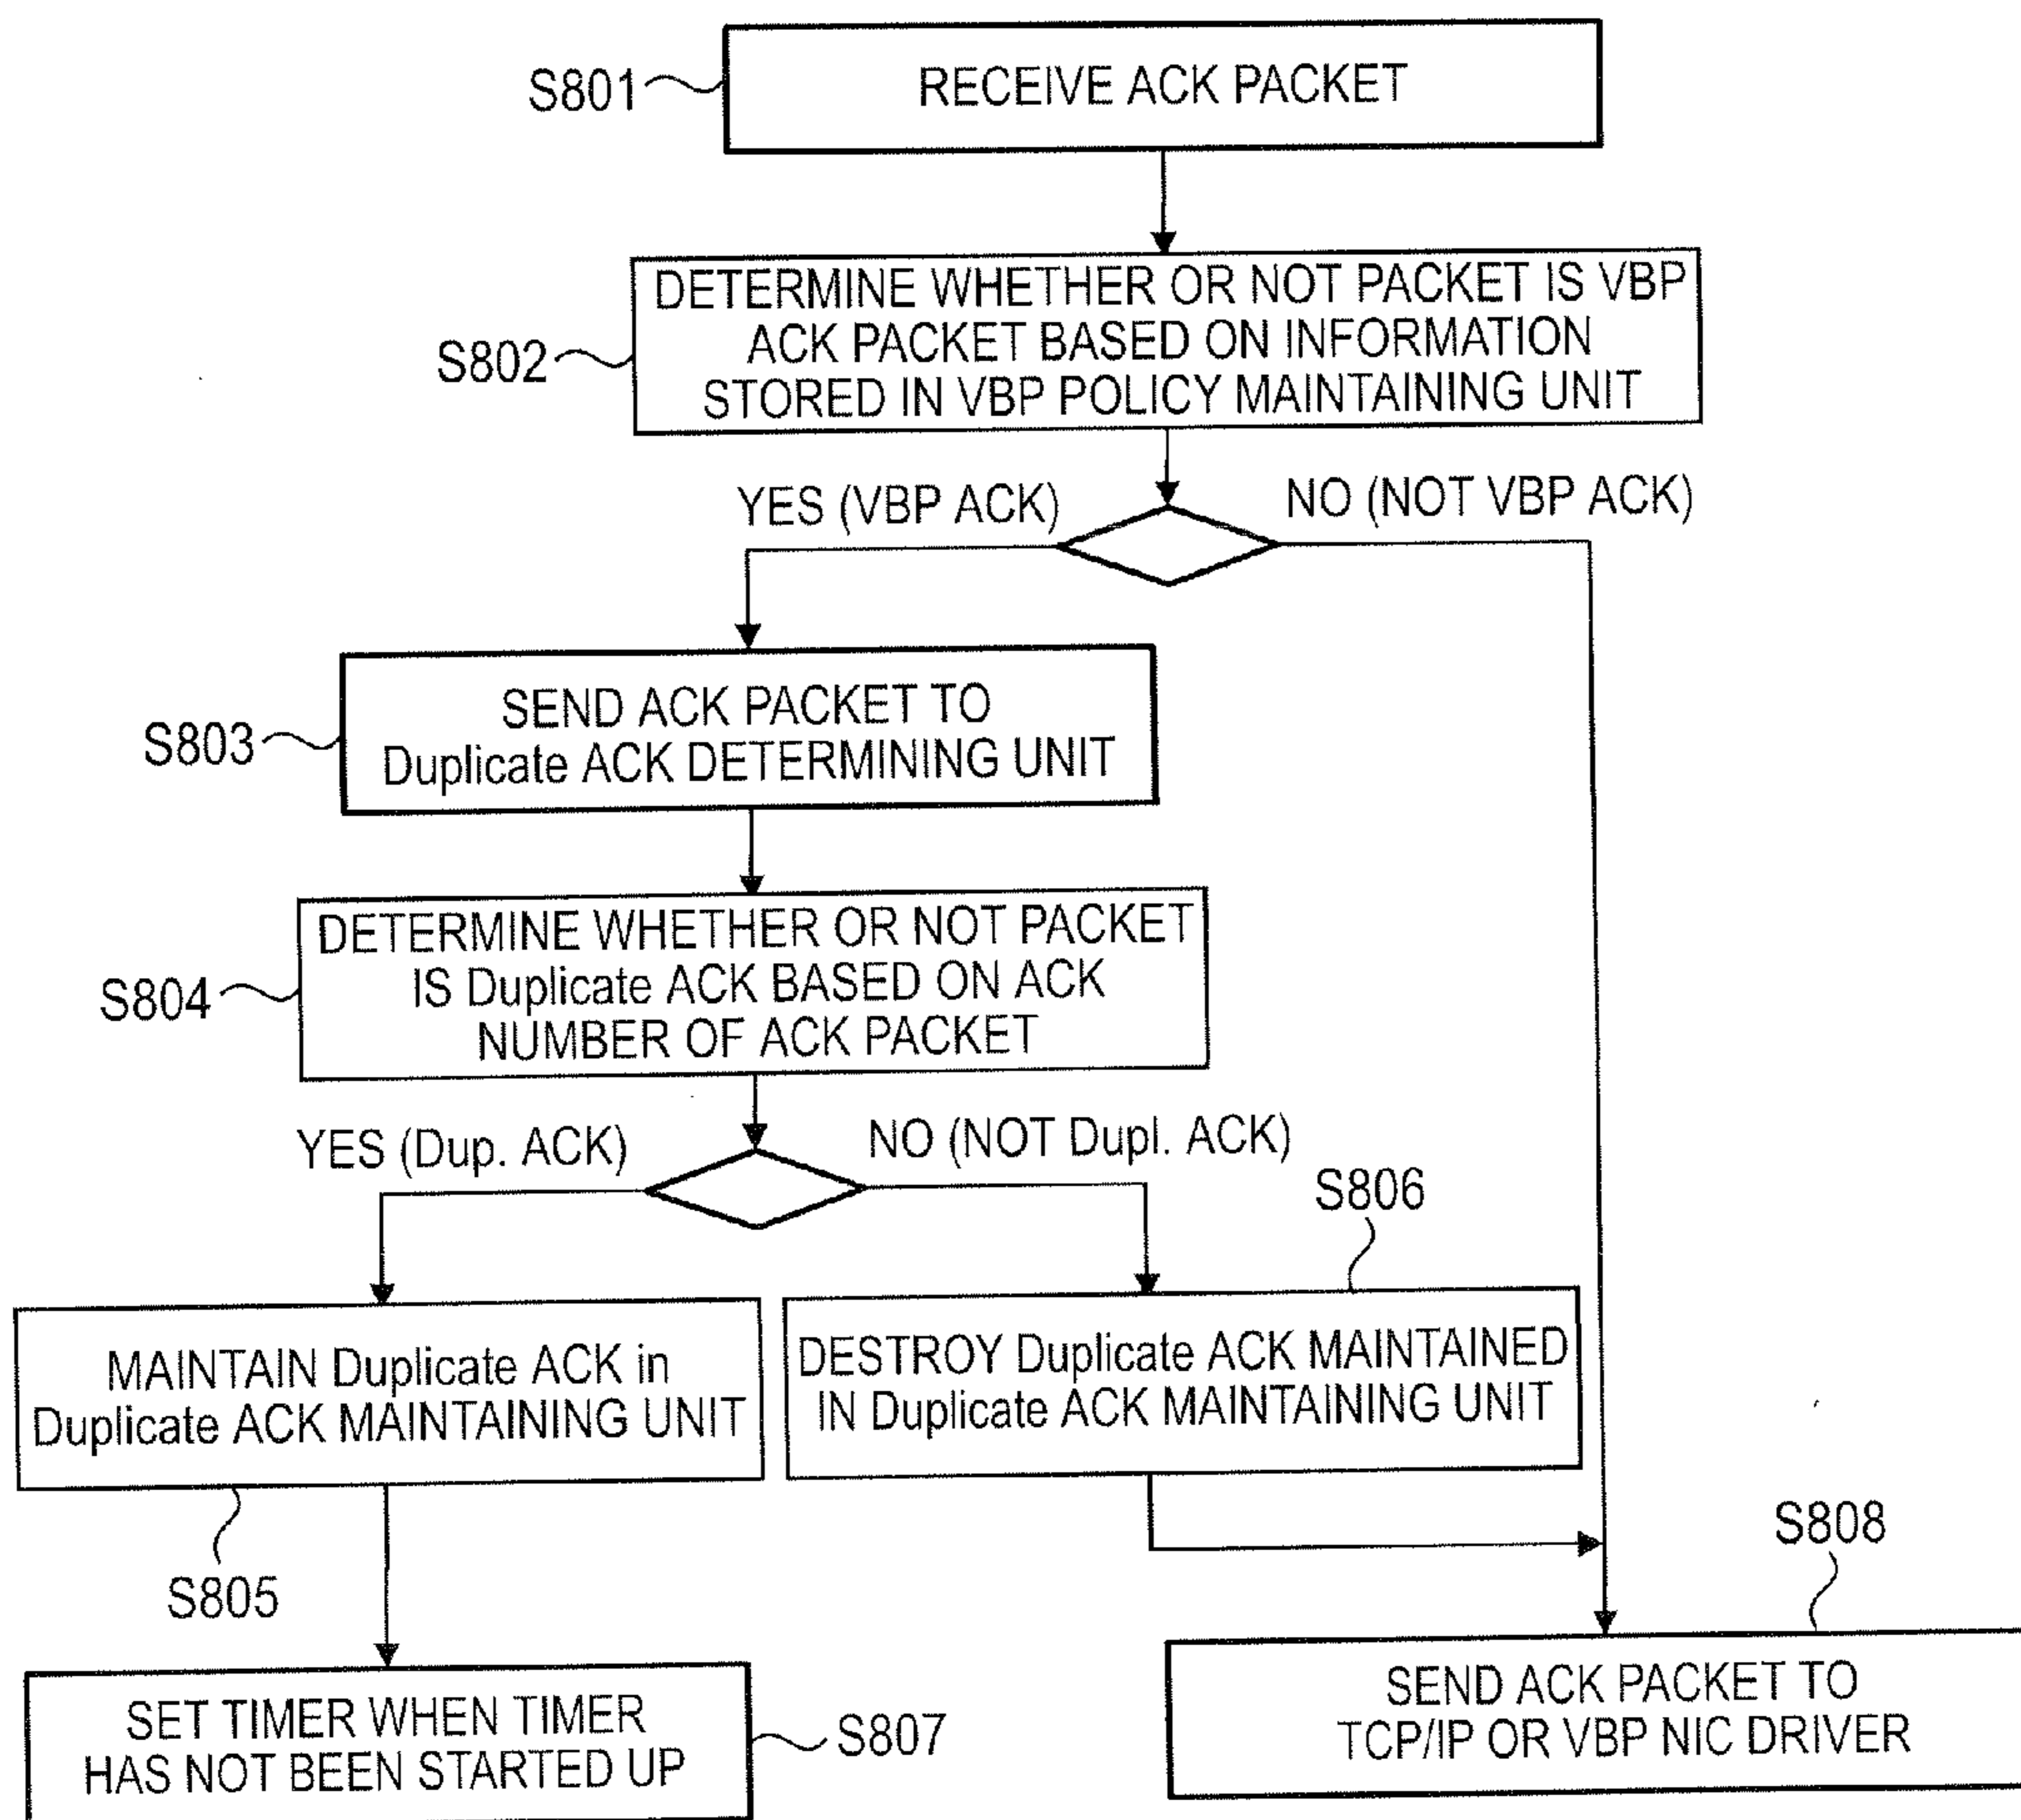 S801
RECEIVE ACK PACKET
S802
DETERMINE WHETHER OR NOT PACKET IS VBP
ACK PACKET BASED ON INFORMATION
STORED IN VBP POLICY MAINTAINING UNIT
YES (VBP ACK)
NO (NOT VBP ACK)
S803
SEND ACK PACKET TO
Duplicate ACK DETERMINING UNIT
S804
DETERMINE WHETHER OR NOT PACKET
IS Duplicate ACK BASED ON ACK
NUMBER OF ACK PACKET
YES (Dup. ACK)
NO (NOT Dupl. ACK)
S806
MAINTAIN Duplicate ACK in
Duplicate ACK MAINTAINING UNIT
DESTROY Duplicate ACK MAINTAINED
IN Duplicate ACK MAINTAINING UNIT
S805
S808
SET TIMER WHEN TIMER
HAS NOT BEEN STARTED UP
S807
SEND ACK PACKET TO
TCP/IP OR VBP NIC DRIVER